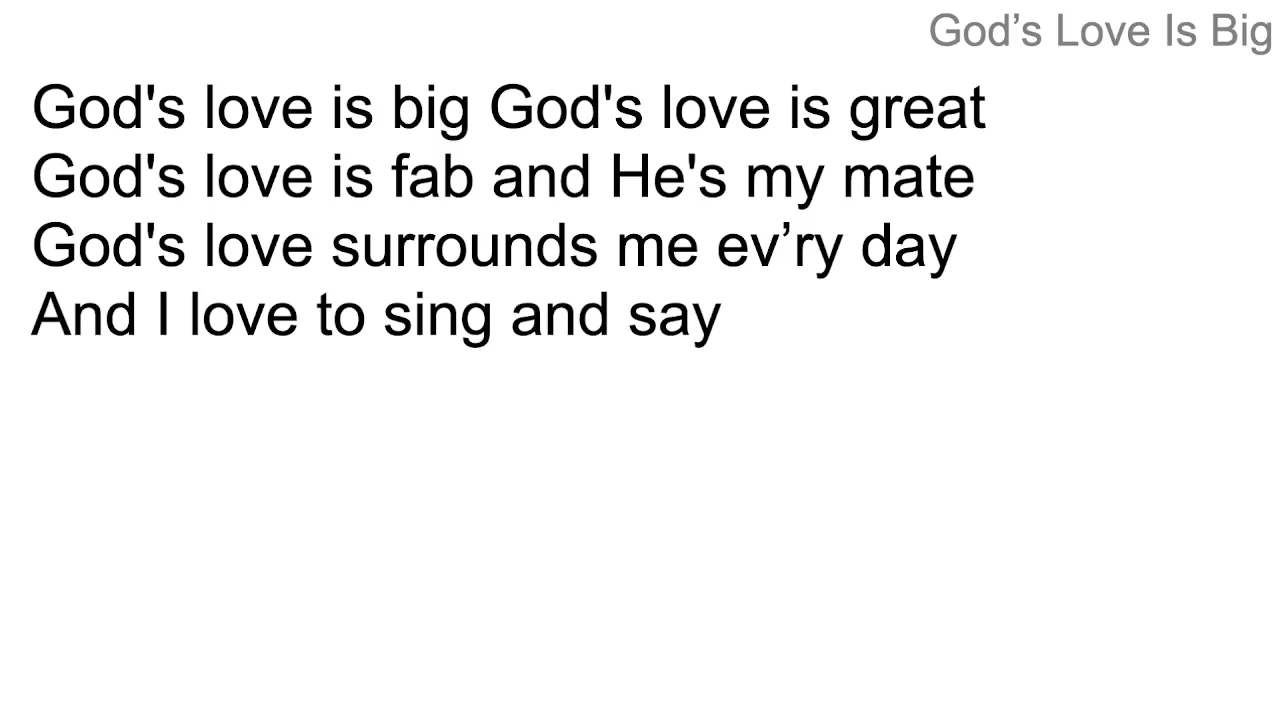 God’s Love Is Big
God's love is big God's love is great
God's love is fab and He's my mate
God's love surrounds me ev’ry day
And I love to sing and say